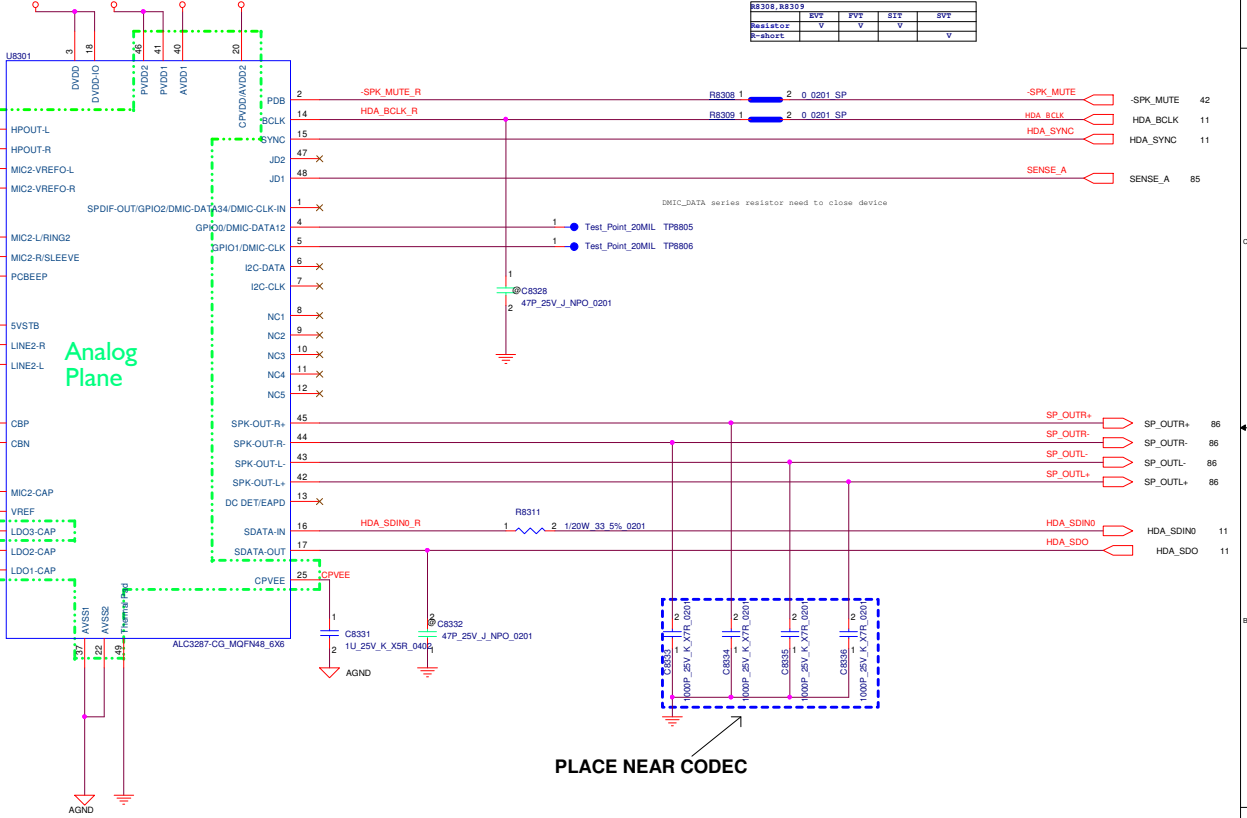 R8308,R8309
EVT FVT SIT SVT
Resistor V V V
R-short V
U8301
3 18 46 41 40 20
DVDD DVDD-IO PVDD2 PVDD1 AVDD1 CPVDD/AVDD2
HPOUT-L
HPOUT-R
MIC2-VREFO-L
MIC2-VREFO-R
MIC2-L/RING2
MIC2-R/SLEEVE
PCBEEP
5VSTB
LINE2-R
LINE2-L
Analog
Plane
CBP
CBN
MIC2-CAP
VREF
LDO3-CAP
LDO2-CAP
LDO1-CAP
PDB 2 -SPK_MUTE_R R8308 1 2 0_0201_SP -SPK_MUTE -SPK_MUTE 42
BCLK 14 HDA_BCLK_R R8309 1 2 0_0201_SP HDA_BCLK HDA_BCLK 11
SYNC 15 HDA_SYNC HDA_SYNC 11
JD2 47
JD1 48 SENSE_A SENSE_A 85
DMIC_DATA series resistor need to close device
SPDIF-OUT/GPIO2/DMIC-DATA34/DMIC-CLK-IN 1
GPIO0/DMIC-DATA12 4 1 Test_Point_20MIL TP8805
GPIO1/DMIC-CLK 5 1 Test_Point_20MIL TP8806
I2C-DATA 6
I2C-CLK 7
1 @C8328
2 47P_25V_J_NPO_0201
NC1 8
NC2 9
NC3 10
NC4 11
NC5 12
SPK-OUT-R+ 45 SP_OUTR+ SP_OUTR+ 86
SPK-OUT-R- 44 SP_OUTR- SP_OUTR- 86
SPK-OUT-L- 43 SP_OUTL- SP_OUTL- 86
SPK-OUT-L+ 42 SP_OUTL+ SP_OUTL+ 86
DC DET/EAPD 13
SDATA-IN 16 HDA_SDIN0_R R8311 1 2 1/20W_33_5%_0201 HDA_SDIN0 HDA_SDIN0 11
SDATA-OUT 17 HDA_SDO HDA_SDO 11
CPVEE 25 CPVEE
AVSS1 AVSS2 Thermal Pad
37 22 49
ALC3287-CG_MQFN48_6X6
1 C8331
2 1U_25V_K_X5R_0402
AGND
2 @C8332
1 47P_25V_J_NPO_0201
2 1 C8333 1000P_25V_K_X7R_0201
2 1 C8334 1000P_25V_K_X7R_0201
2 1 C8335 1000P_25V_K_X7R_0201
2 1 C8336 1000P_25V_K_X7R_0201
PLACE NEAR CODEC
AGND
C
B